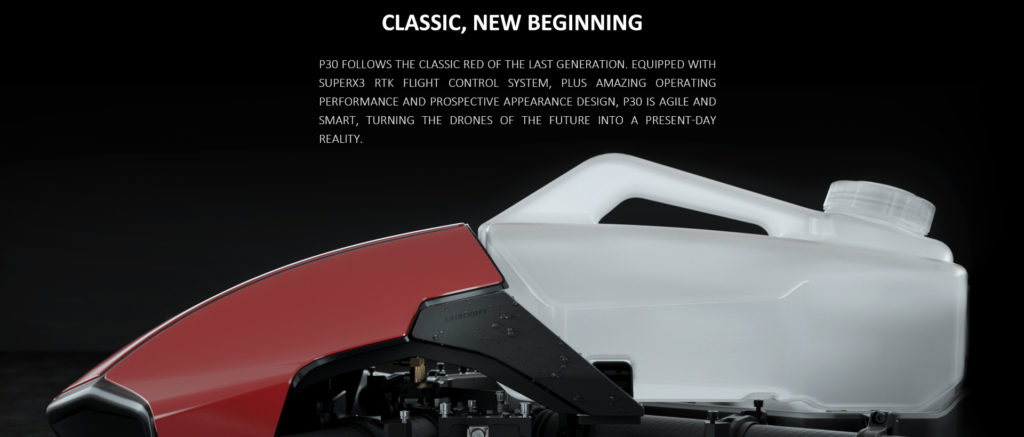 CLASSIC, NEW BEGINNING
P30 FOLLOWS THE CLASSIC RED OF THE LAST GENERATION. EQUIPPED WITH
SUPERX3 RTK FLIGHT CONTROL SYSTEM, PLUS AMAZING OPERATING
PERFORMANCE AND PROSPECTIVE APPEARANCE DESIGN, P30 IS AGILE AND
SMART, TURNING THE DRONES OF THE FUTURE INTO A PRESENT-DAY
REALITY.